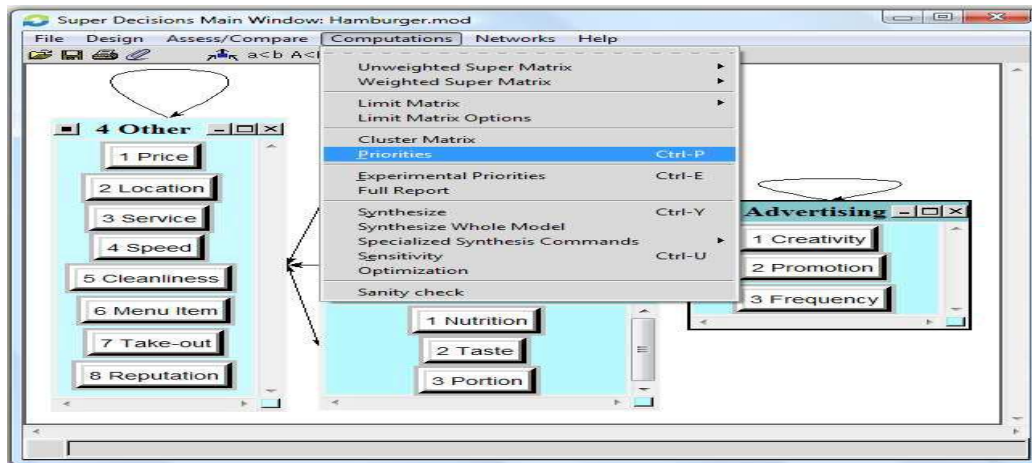 Super Decisions Main Window: Hamburger.mod
File Design Assess/Compare Computations Networks Help
a<b A<
Unweighted Super Matrix
Weighted Super Matrix
Limit Matrix
Limit Matrix Options
Cluster Matrix
Priorities Ctrl-P
Experimental Priorities Ctrl-E
Full Report
Synthesize Ctrl-Y
Synthesize Whole Model
Specialized Synthesis Commands
Sensitivity Ctrl-U
Optimization
Sanity check
4 Other
1 Price
2 Location
3 Service
4 Speed
5 Cleanliness
6 Menu Item
7 Take-out
8 Reputation
1 Nutrition
2 Taste
3 Portion
Advertising
1 Creativity
2 Promotion
3 Frequency